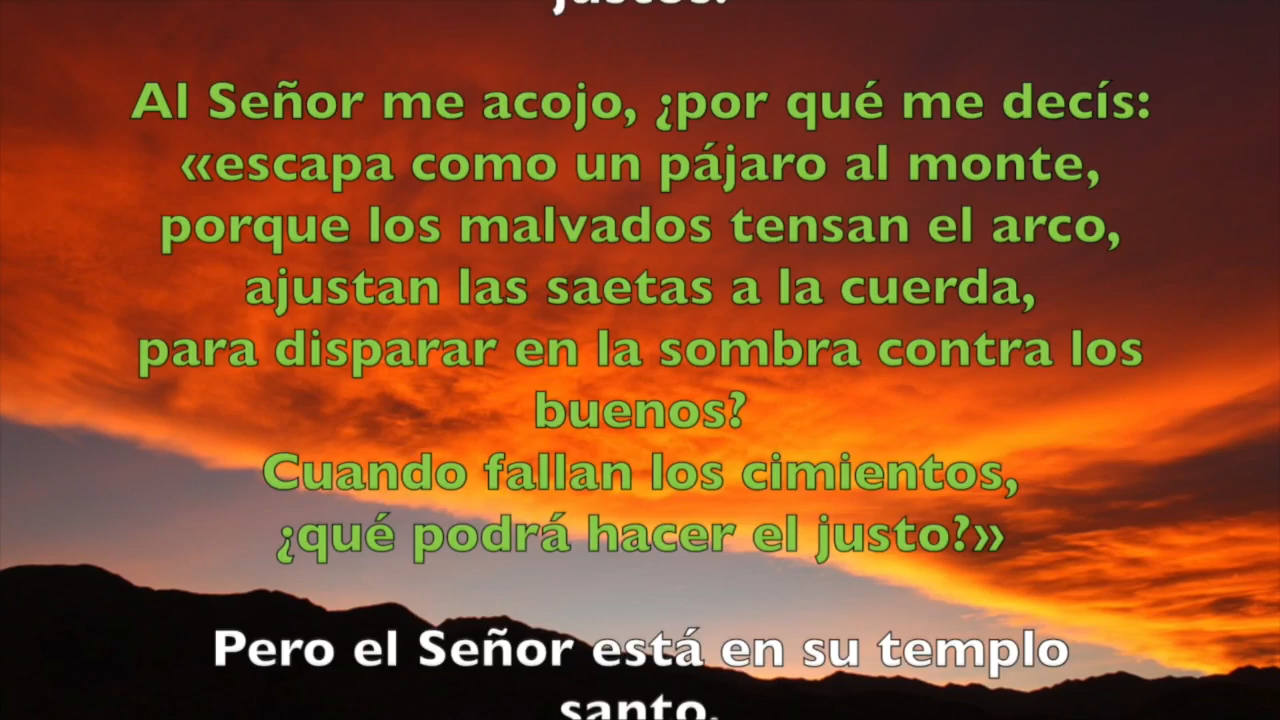 justos.
Al Señor me acojo, ¿por qué me decís:
«escapa como un pájaro al monte,
porque los malvados tensan el arco,
ajustan las saetas a la cuerda,
para disparar en la sombra contra los
buenos?
Cuando fallan los cimientos,
¿qué podrá hacer el justo?»
Pero el Señor está en su templo
santo.